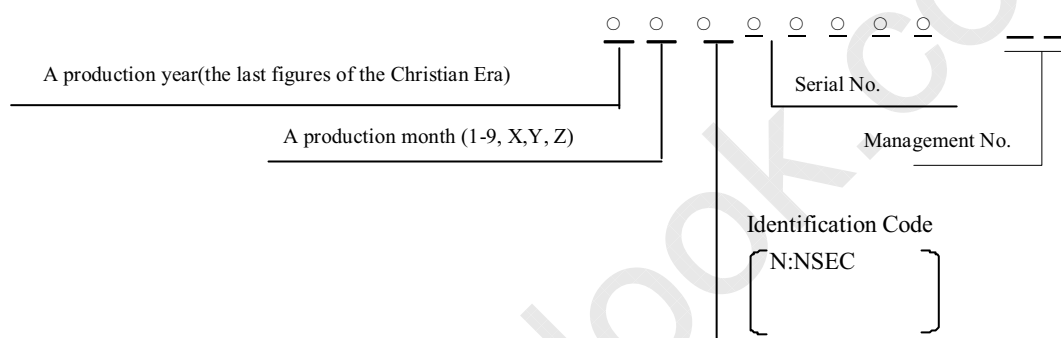 ○ ○ ○ ○ ○ ○ ○ ○
A production year(the last figures of the Christian Era)
Serial No.
A production month (1-9, X,Y, Z)
Management No.
Identification Code
N:NSEC